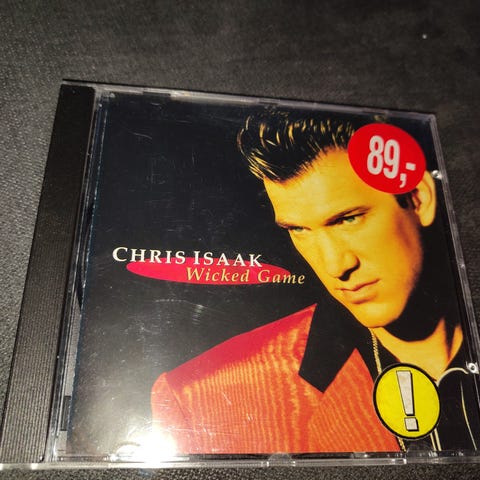 89,-
CHRIS ISAAK
Wicked Game
!